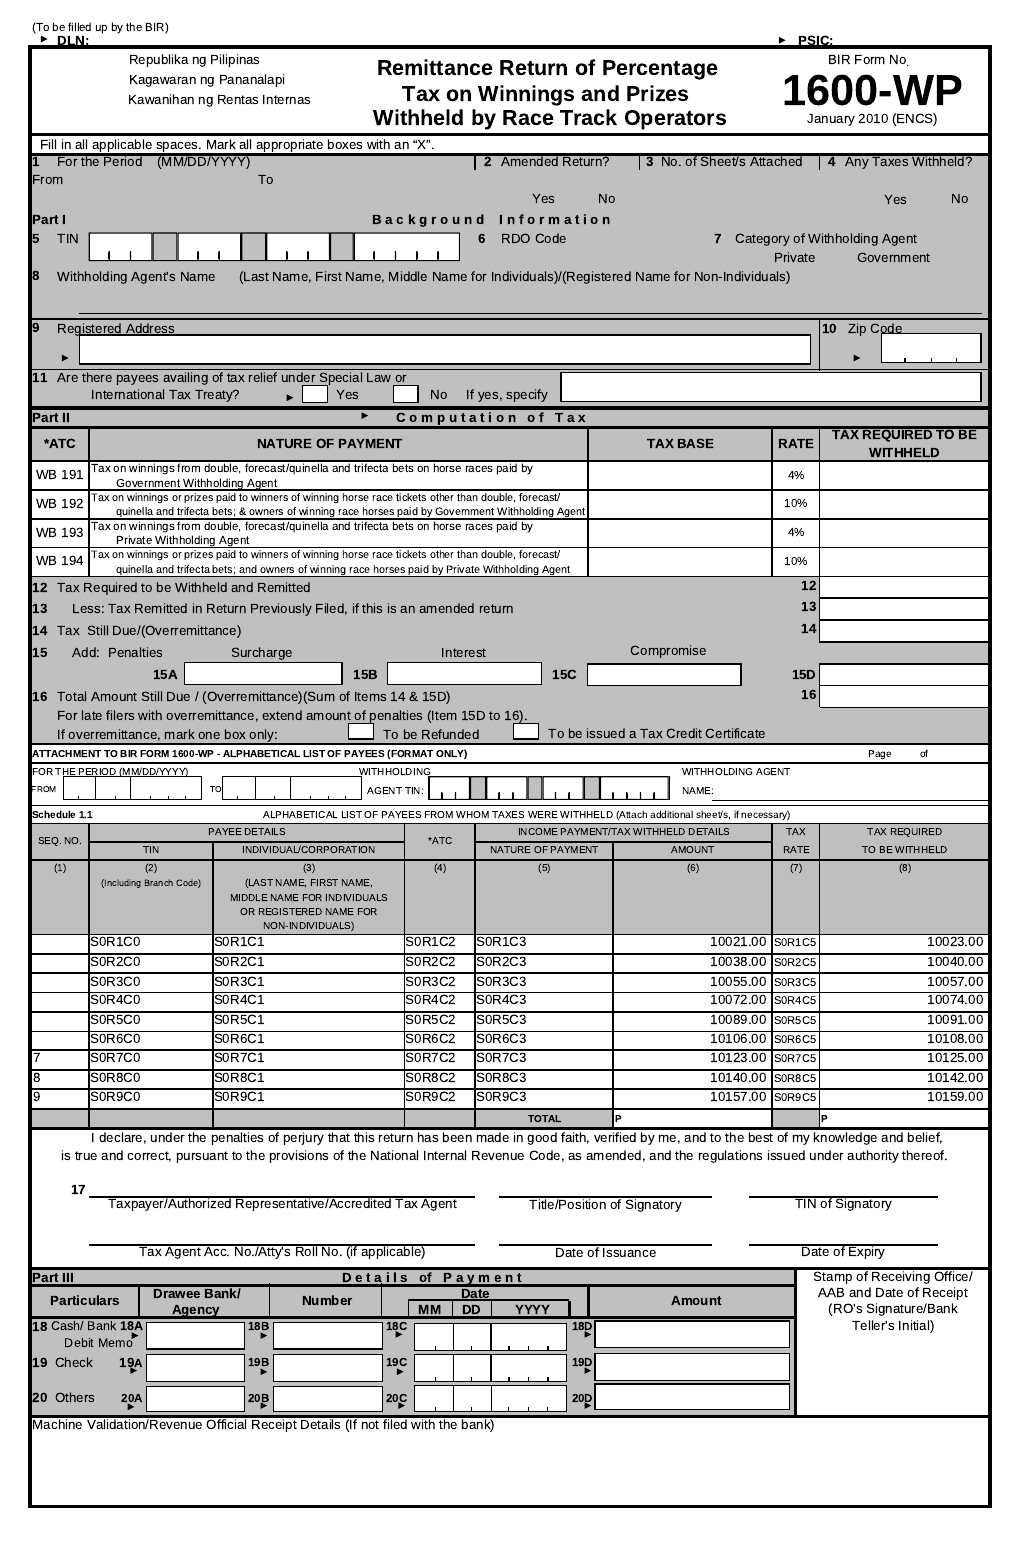 (To be filled up by the BIR)
► DLN: ► PSIC:
Republika ng Pilipinas
Kagawaran ng Pananalapi
Kawanihan ng Rentas Internas
Remittance Return of Percentage
Tax on Winnings and Prizes
Withheld by Race Track Operators
BIR Form No.
1600-WP
January 2010 (ENCS)
Fill in all applicable spaces. Mark all appropriate boxes with an “X”.
1 For the Period (MM/DD/YYYY) 2 Amended Return? 3 No. of Sheet/s Attached 4 Any Taxes Withheld?
From To
Yes No Yes No
Part I Background Information
5 TIN 6 RDO Code 7 Category of Withholding Agent
Private Government
8 Withholding Agent's Name (Last Name, First Name, Middle Name for Individuals)/(Registered Name for Non-Individuals)
9 Registered Address 10 Zip Code
► ►
11 Are there payees availing of tax relief under Special Law or
International Tax Treaty? ► Yes No If yes, specify
Part II ► Computation of Tax
*ATC NATURE OF PAYMENT TAX BASE RATE TAX REQUIRED TO BE WITHHELD
WB 191 Tax on winnings from double, forecast/quinella and trifecta bets on horse races paid by 4%
Government Withholding Agent
WB 192 Tax on winnings or prizes paid to winners of winning horse race tickets other than double, forecast/ 10%
quinella and trifecta bets; & owners of winning race horses paid by Government Withholding Agent
WB 193 Tax on winnings from double, forecast/quinella and trifecta bets on horse races paid by 4%
Private Withholding Agent
WB 194 Tax on winnings or prizes paid to winners of winning horse race tickets other than double, forecast/ 10%
quinella and trifecta bets; and owners of winning race horses paid by Private Withholding Agent
12 Tax Required to be Withheld and Remitted 12
13 Less: Tax Remitted in Return Previously Filed, if this is an amended return 13
14 Tax Still Due/(Overremittance) 14
15 Add: Penalties Surcharge Interest Compromise
15A 15B 15C 15D
16 Total Amount Still Due / (Overremittance)(Sum of Items 14 & 15D) 16
For late filers with overremittance, extend amount of penalties (Item 15D to 16).
If overremittance, mark one box only: To be Refunded To be issued a Tax Credit Certificate
ATTACHMENT TO BIR FORM 1600-WP - ALPHABETICAL LIST OF PAYEES (FORMAT ONLY) Page of
FOR THE PERIOD (MM/DD/YYYY) WITHHOLDING WITHHOLDING AGENT
FROM TO AGENT TIN: NAME:
Schedule 1.1 ALPHABETICAL LIST OF PAYEES FROM WHOM TAXES WERE WITHHELD (Attach additional sheet/s, if necessary)
SEQ. NO. PAYEE DETAILS *ATC INCOME PAYMENT/TAX WITHHELD DETAILS TAX TAX REQUIRED
TIN INDIVIDUAL/CORPORATION NATURE OF PAYMENT AMOUNT RATE TO BE WITHHELD
(1) (2) (3) (4) (5) (6) (7) (8)
(Including Branch Code) (LAST NAME, FIRST NAME,
MIDDLE NAME FOR INDIVIDUALS
OR REGISTERED NAME FOR
NON-INDIVIDUALS)
S0R1C0 S0R1C1 S0R1C2 S0R1C3 10021.00 S0R1C5 10023.00
S0R2C0 S0R2C1 S0R2C2 S0R2C3 10038.00 S0R2C5 10040.00
S0R3C0 S0R3C1 S0R3C2 S0R3C3 10055.00 S0R3C5 10057.00
S0R4C0 S0R4C1 S0R4C2 S0R4C3 10072.00 S0R4C5 10074.00
S0R5C0 S0R5C1 S0R5C2 S0R5C3 10089.00 S0R5C5 10091.00
S0R6C0 S0R6C1 S0R6C2 S0R6C3 10106.00 S0R6C5 10108.00
7 S0R7C0 S0R7C1 S0R7C2 S0R7C3 10123.00 S0R7C5 10125.00
8 S0R8C0 S0R8C1 S0R8C2 S0R8C3 10140.00 S0R8C5 10142.00
9 S0R9C0 S0R9C1 S0R9C2 S0R9C3 10157.00 S0R9C5 10159.00
TOTAL P P
I declare, under the penalties of perjury that this return has been made in good faith, verified by me, and to the best of my knowledge and belief,
is true and correct, pursuant to the provisions of the National Internal Revenue Code, as amended, and the regulations issued under authority thereof.
17
Taxpayer/Authorized Representative/Accredited Tax Agent Title/Position of Signatory TIN of Signatory
Tax Agent Acc. No./Atty's Roll No. (if applicable) Date of Issuance Date of Expiry
Part III Details of Payment
Particulars Drawee Bank/ Agency Number Date MM DD YYYY Amount
18 Cash/ Bank 18A 18B 18C 18D
Debit Memo
19 Check 19A 19B 19C 19D
20 Others 20A 20B 20C 20D
Stamp of Receiving Office/
AAB and Date of Receipt
(RO's Signature/Bank
Teller's Initial)
Machine Validation/Revenue Official Receipt Details (If not filed with the bank)